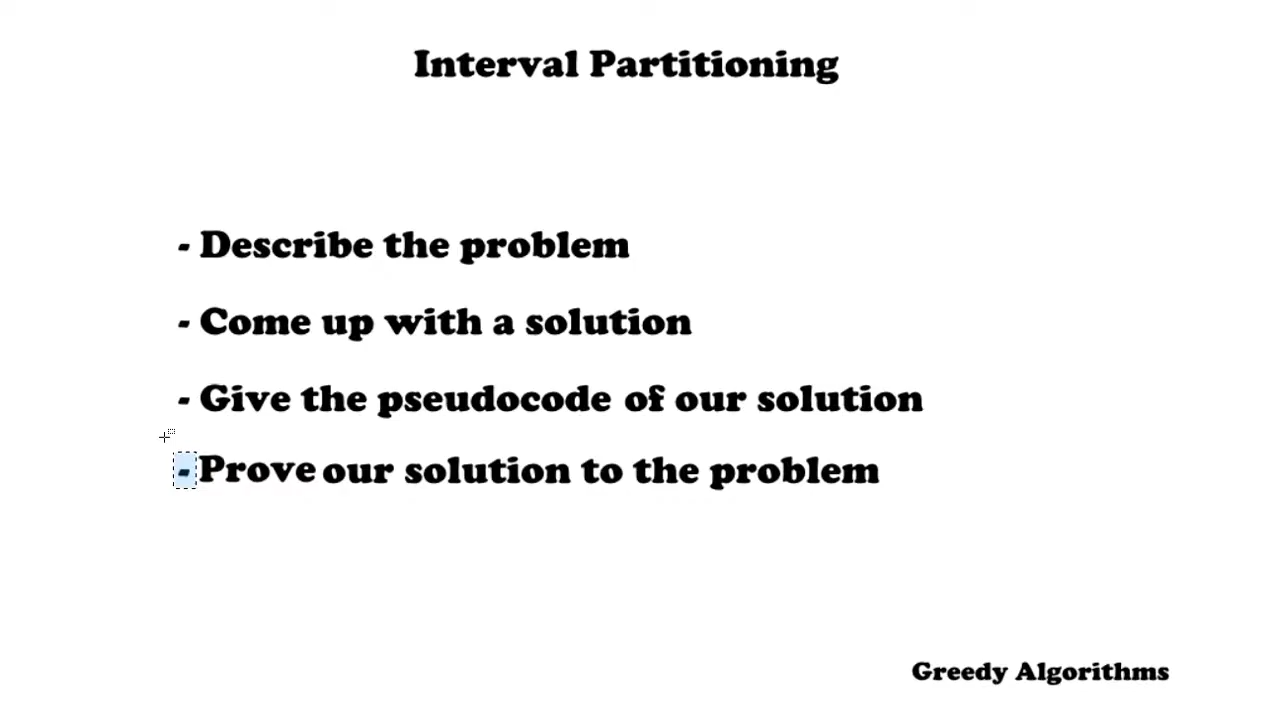 Interval Partitioning
- Describe the problem
- Come up with a solution
- Give the pseudocode of our solution
- Prove our solution to the problem
Greedy Algorithms